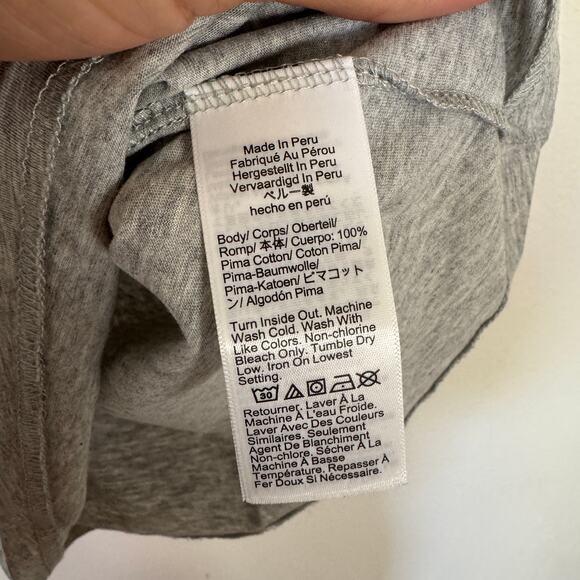 Made In Peru
Fabriqué Au Pérou
Hergestellt In Peru
Vervaardigd In Peru
ペルー製
hecho en perú
Body/ Corps/ Oberteil/
Romp/ 本体/ Cuerpo: 100%
Pima Cotton/ Coton Pima/
Pima-Baumwolle/
Pima-Katoen/ ピマコット
ン/ Algodón Pima
Turn Inside Out. Machine
Wash Cold. Wash With
Like Colors. Non-chlorine
Bleach Only. Tumble Dry
Low. Iron On Lowest
Setting.
30
Retourner. Laver À La
Machine À L'eau Froide.
Laver Avec Des Couleurs
Similaires. Seulement
Agent De Blanchiment
Non-chlore. Sécher À La
Machine À Basse
Température. Repasser À
Fer Doux Si Nécessaire.